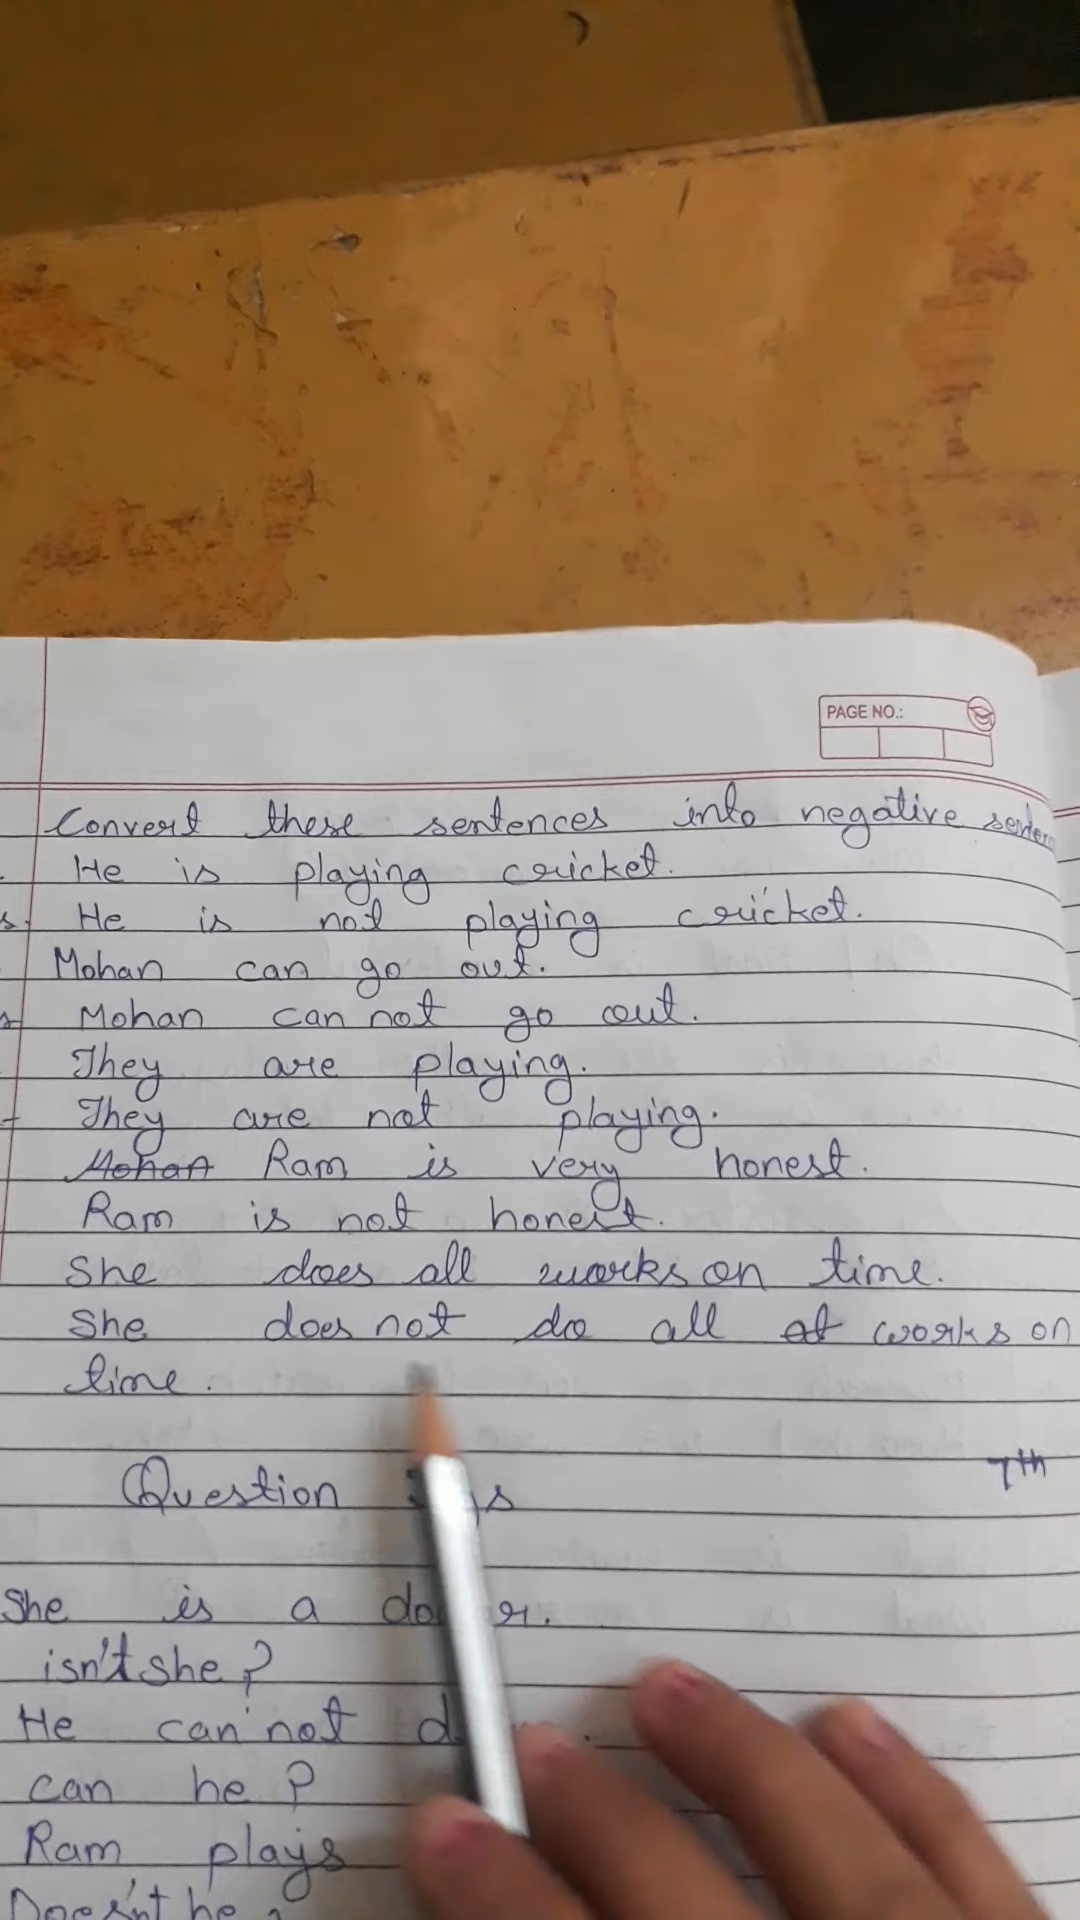 PAGE NO.:
Convert these sentences into negative
He is playing cricket.
s. He is not playing cricket.
Mohan can go out.
Mohan can not go out.
They are playing.
They are not playing.
Mohan Ram is very honest.
Ram is not honest.
She does all works on time.
She does not do all at works on
time.
7th
Question
She is a
isn't she?
He can not
can he?
Ram plays
Doesn't he